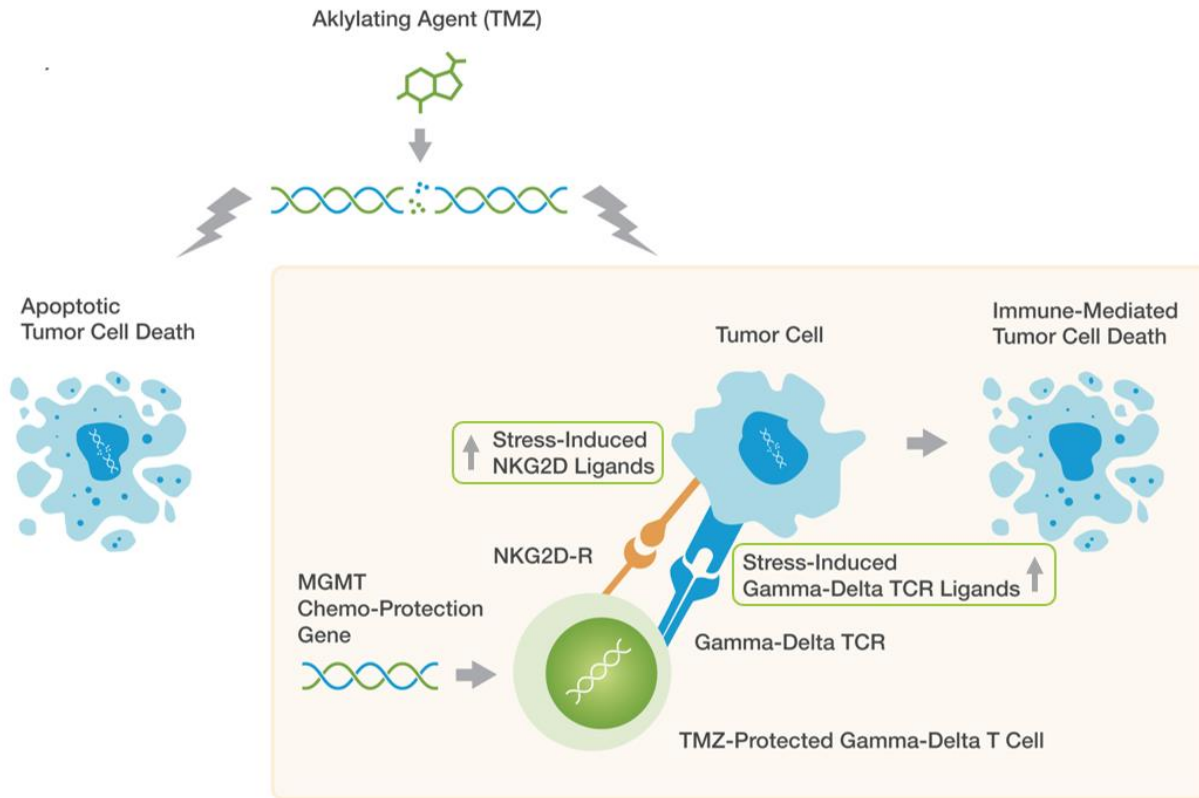 Aklylating Agent (TMZ)
Apoptotic
Tumor Cell Death
Tumor Cell
Immune-Mediated
Tumor Cell Death
Stress-Induced
NKG2D Ligands
NKG2D-R
Stress-Induced
Gamma-Delta TCR Ligands
MGMT
Chemo-Protection
Gene
Gamma-Delta TCR
TMZ-Protected Gamma-Delta T Cell